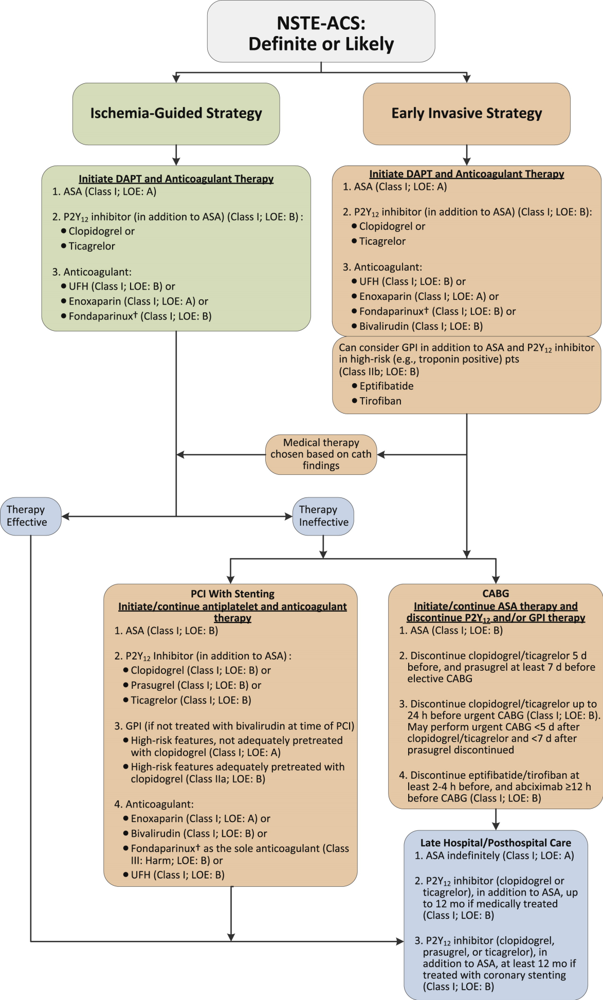 NSTE-ACS:
Definite or Likely
Ischemia-Guided Strategy
Early Invasive Strategy
Initiate DAPT and Anticoagulant Therapy
1. ASA (Class I; LOE: A)
2. P2Y12 inhibitor (in addition to ASA) (Class I; LOE: B) :
● Clopidogrel or
● Ticagrelor
3. Anticoagulant:
● UFH (Class I; LOE: B) or
● Enoxaparin (Class I; LOE: A) or
● Fondaparinux† (Class I; LOE: B)
Initiate DAPT and Anticoagulant Therapy
1. ASA (Class I; LOE: A)
2. P2Y12 inhibitor (in addition to ASA) (Class I; LOE: B):
● Clopidogrel or
● Ticagrelor
3. Anticoagulant:
● UFH (Class I; LOE: B) or
● Enoxaparin (Class I; LOE: A) or
● Fondaparinux† (Class I; LOE: B) or
● Bivalirudin (Class I; LOE: B)
Can consider GPI in addition to ASA and P2Y12 inhibitor
in high-risk (e.g., troponin positive) pts
(Class IIb; LOE: B)
● Eptifibatide
● Tirofiban
Medical therapy
chosen based on cath
findings
Therapy
Effective
Therapy
Ineffective
PCI With Stenting
Initiate/continue antiplatelet and anticoagulant
therapy
1. ASA (Class I; LOE: B)
2. P2Y12 Inhibitor (in addition to ASA) :
● Clopidogrel (Class I; LOE: B) or
● Prasugrel (Class I; LOE: B) or
● Ticagrelor (Class I; LOE: B)
3. GPI (if not treated with bivalirudin at time of PCI)
● High-risk features, not adequately pretreated
with clopidogrel (Class I; LOE: A)
● High-risk features adequately pretreated with
clopidogrel (Class IIa; LOE: B)
4. Anticoagulant:
● Enoxaparin (Class I; LOE: A) or
● Bivalirudin (Class I; LOE: B) or
● Fondaparinux† as the sole anticoagulant (Class
III: Harm; LOE: B) or
● UFH (Class I; LOE: B)
CABG
Initiate/continue ASA therapy and
discontinue P2Y12 and/or GPI therapy
1. ASA (Class I; LOE: B)
2. Discontinue clopidogrel/ticagrelor 5 d
before, and prasugrel at least 7 d before
elective CABG
3. Discontinue clopidogrel/ticagrelor up to
24 h before urgent CABG (Class I; LOE: B).
May perform urgent CABG <5 d after
clopidogrel/ticagrelor and <7 d after
prasugrel discontinued
4. Discontinue eptifibatide/tirofiban at
least 2-4 h before, and abciximab ≥12 h
before CABG (Class I; LOE: B)
Late Hospital/Posthospital Care
1. ASA indefinitely (Class I; LOE: A)
2. P2Y12 inhibitor (clopidogrel or
ticagrelor), in addition to ASA, up
to 12 mo if medically treated
(Class I; LOE: B)
3. P2Y12 inhibitor (clopidogrel,
prasugrel, or ticagrelor), in
addition to ASA, at least 12 mo if
treated with coronary stenting
(Class I; LOE: B)